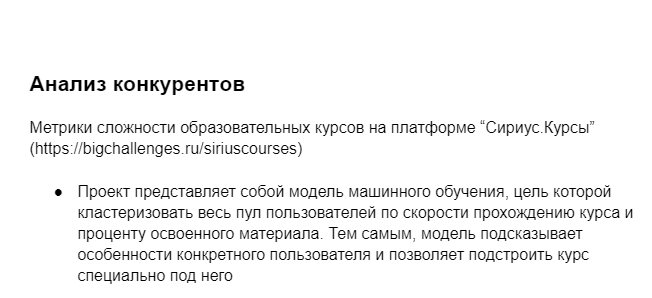 Анализ конкурентов
Метрики сложности образовательных курсов на платформе “Сириус.Курсы”
(https://bigchallenges.ru/siriuscourses)
● Проект представляет собой модель машинного обучения, цель которой
кластеризовать весь пул пользователей по скорости прохождению курса и
проценту освоенного материала. Тем самым, модель подсказывает
особенности конкретного пользователя и позволяет подстроить курс
специально под него